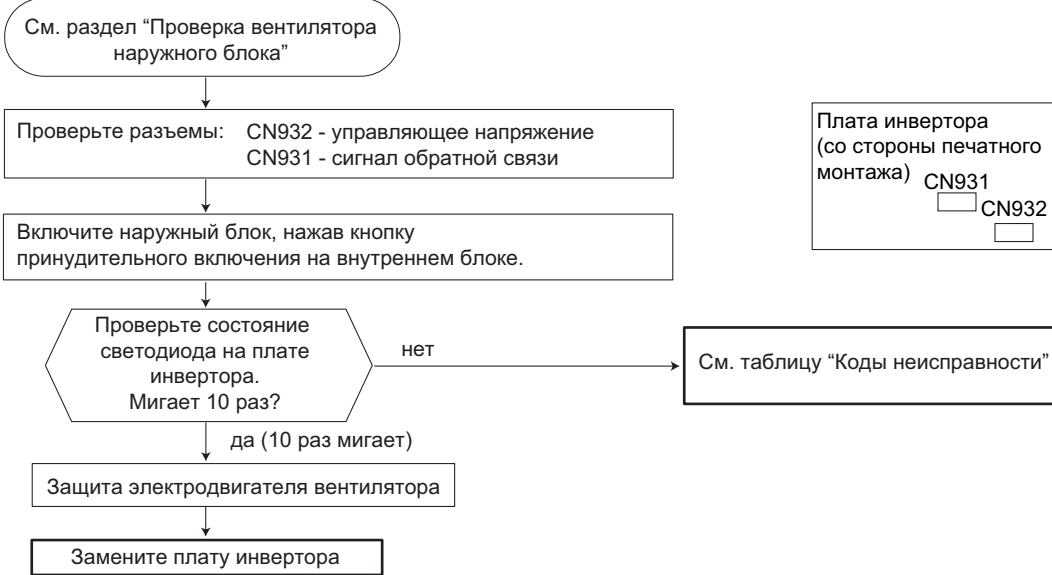 См. раздел “Проверка вентилятора
наружного блока”
Проверьте разъемы: CN932 - управляющее напряжение
CN931 - сигнал обратной связи
Плата инвертора
(со стороны печатного
монтажа)
CN931
CN932
Включите наружный блок, нажав кнопку
принудительного включения на внутреннем блоке.
Проверьте состояние
светодиода на плате
инвертора.
Мигает 10 раз?
нет
См. таблицу “Коды неисправности”
да (10 раз мигает)
Защита электродвигателя вентилятора
Замените плату инвертора